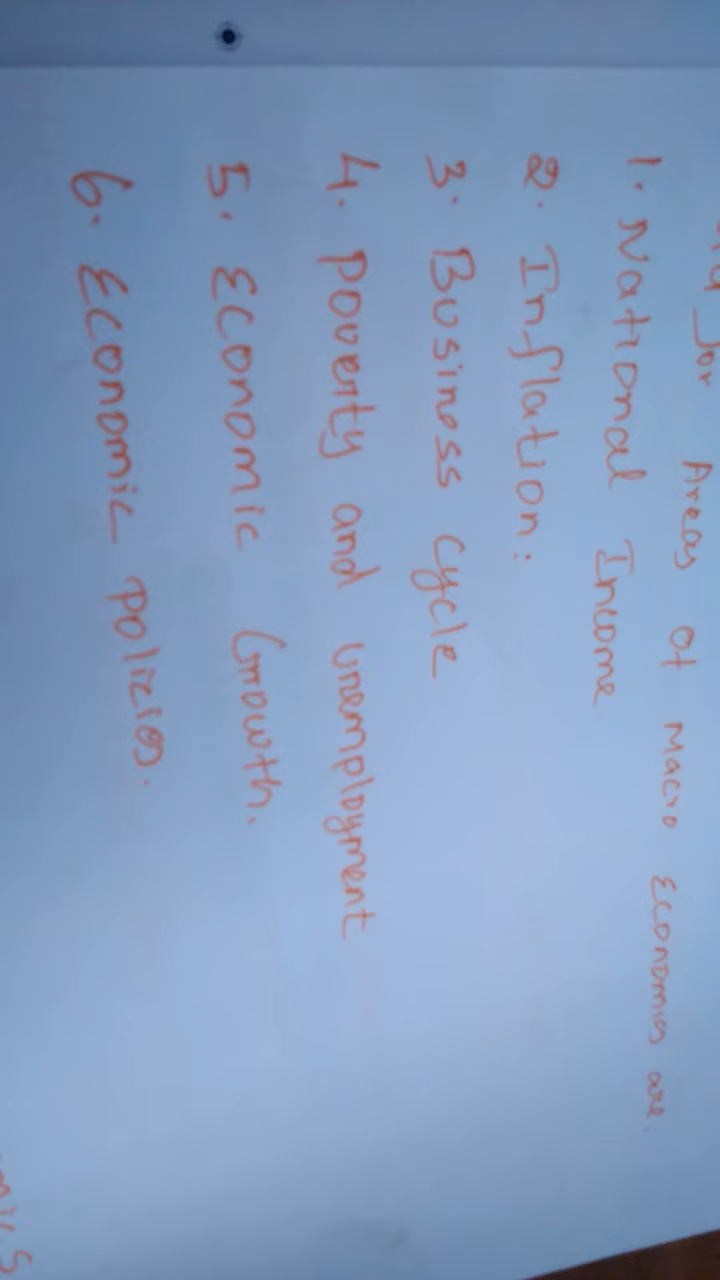 Areas of Macro Economics are.
1. National Income
2. Inflation:
3. Business Cycle
4. Poverty and Unemployment
5. Economic Growth.
6. Economic Policies.